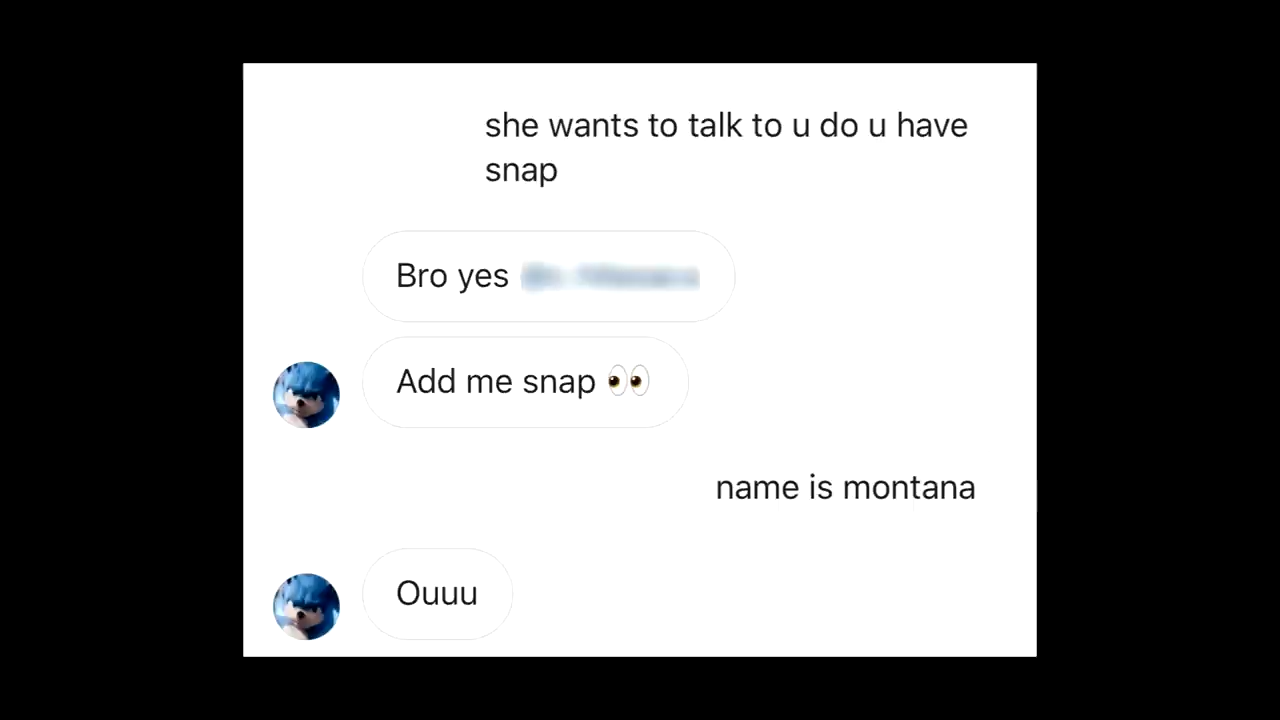 she wants to talk to u do u have
snap
Bro yes
Add me snap 👀
name is montana
Ouuu